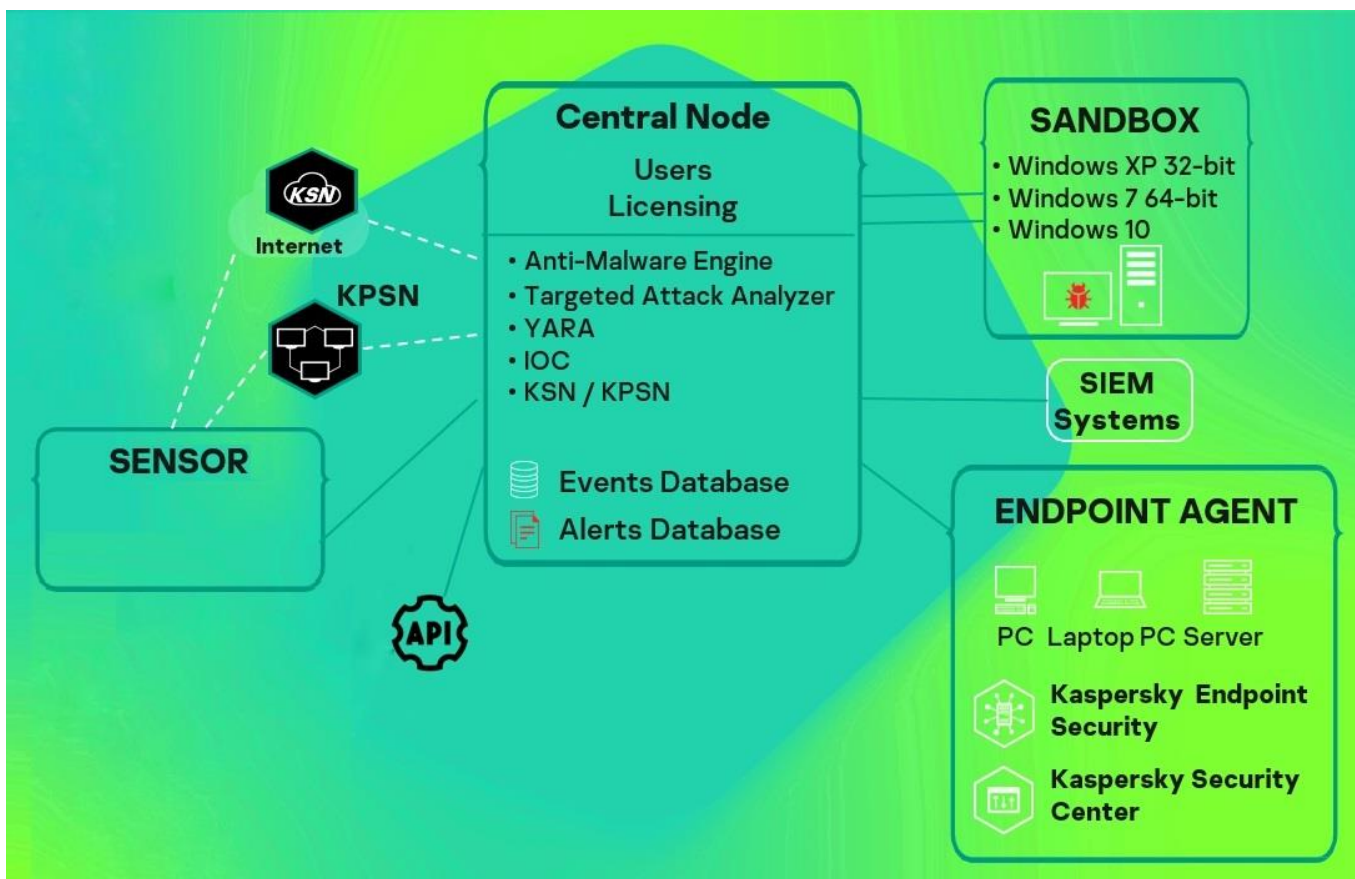 Central Node
Users
Licensing
• Anti-Malware Engine
• Targeted Attack Analyzer
• YARA
• IOC
• KSN / KPSN
Events Database
Alerts Database
SANDBOX
• Windows XP 32-bit
• Windows 7 64-bit
• Windows 10
KSN
Internet
KPSN
SIEM
Systems
SENSOR
API
ENDPOINT AGENT
PC Laptop PC Server
Kaspersky Endpoint
Security
Kaspersky Security
Center